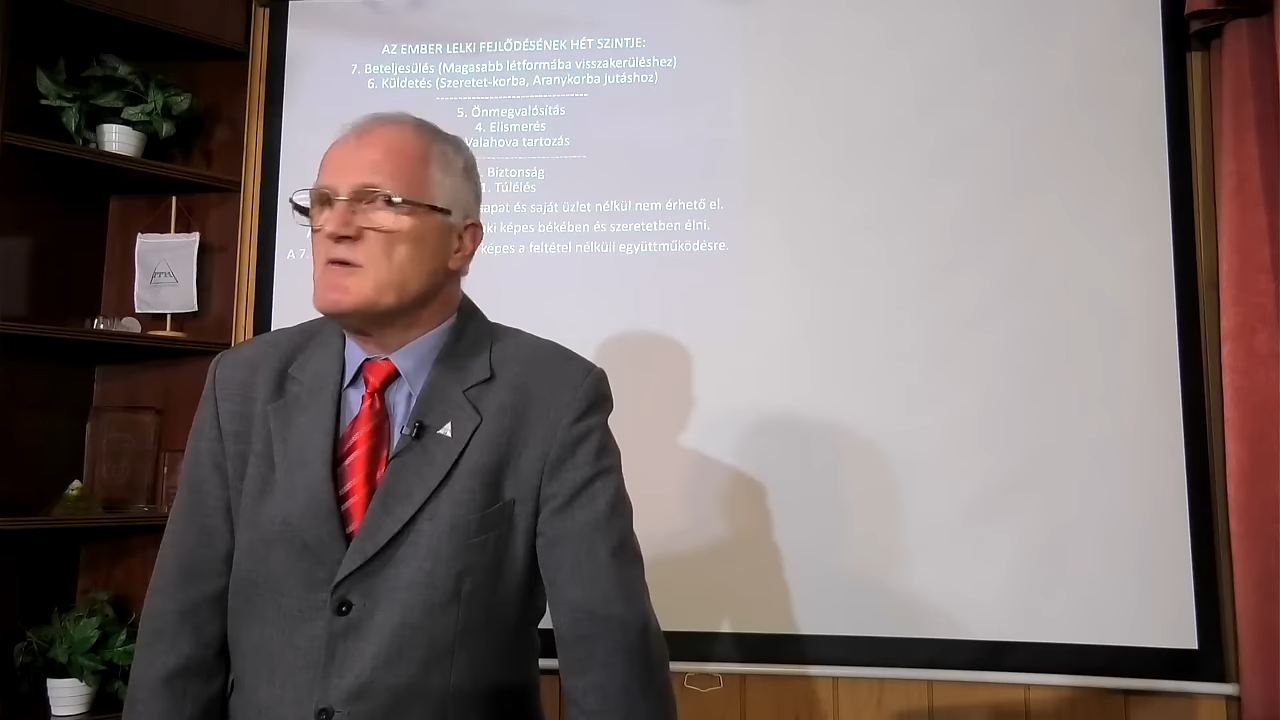 AZ EMBER LELKI FEJLŐDÉSÉNEK HÉT SZINTJE:
7. Beteljesülés (Magasabb létformába visszakerüléshez)
6. Küldetés (Szeretet-korba, Aranykorba jutáshoz)
5. Önmegvalósítás
4. Elismerés
Valahova tartozás
. Biztonság
1. Túlélés
csapat és saját üzlet nélkül nem érhető el.
képes békében és szeretetben élni.
A 7. képes a feltétel nélküli együttműködésre.